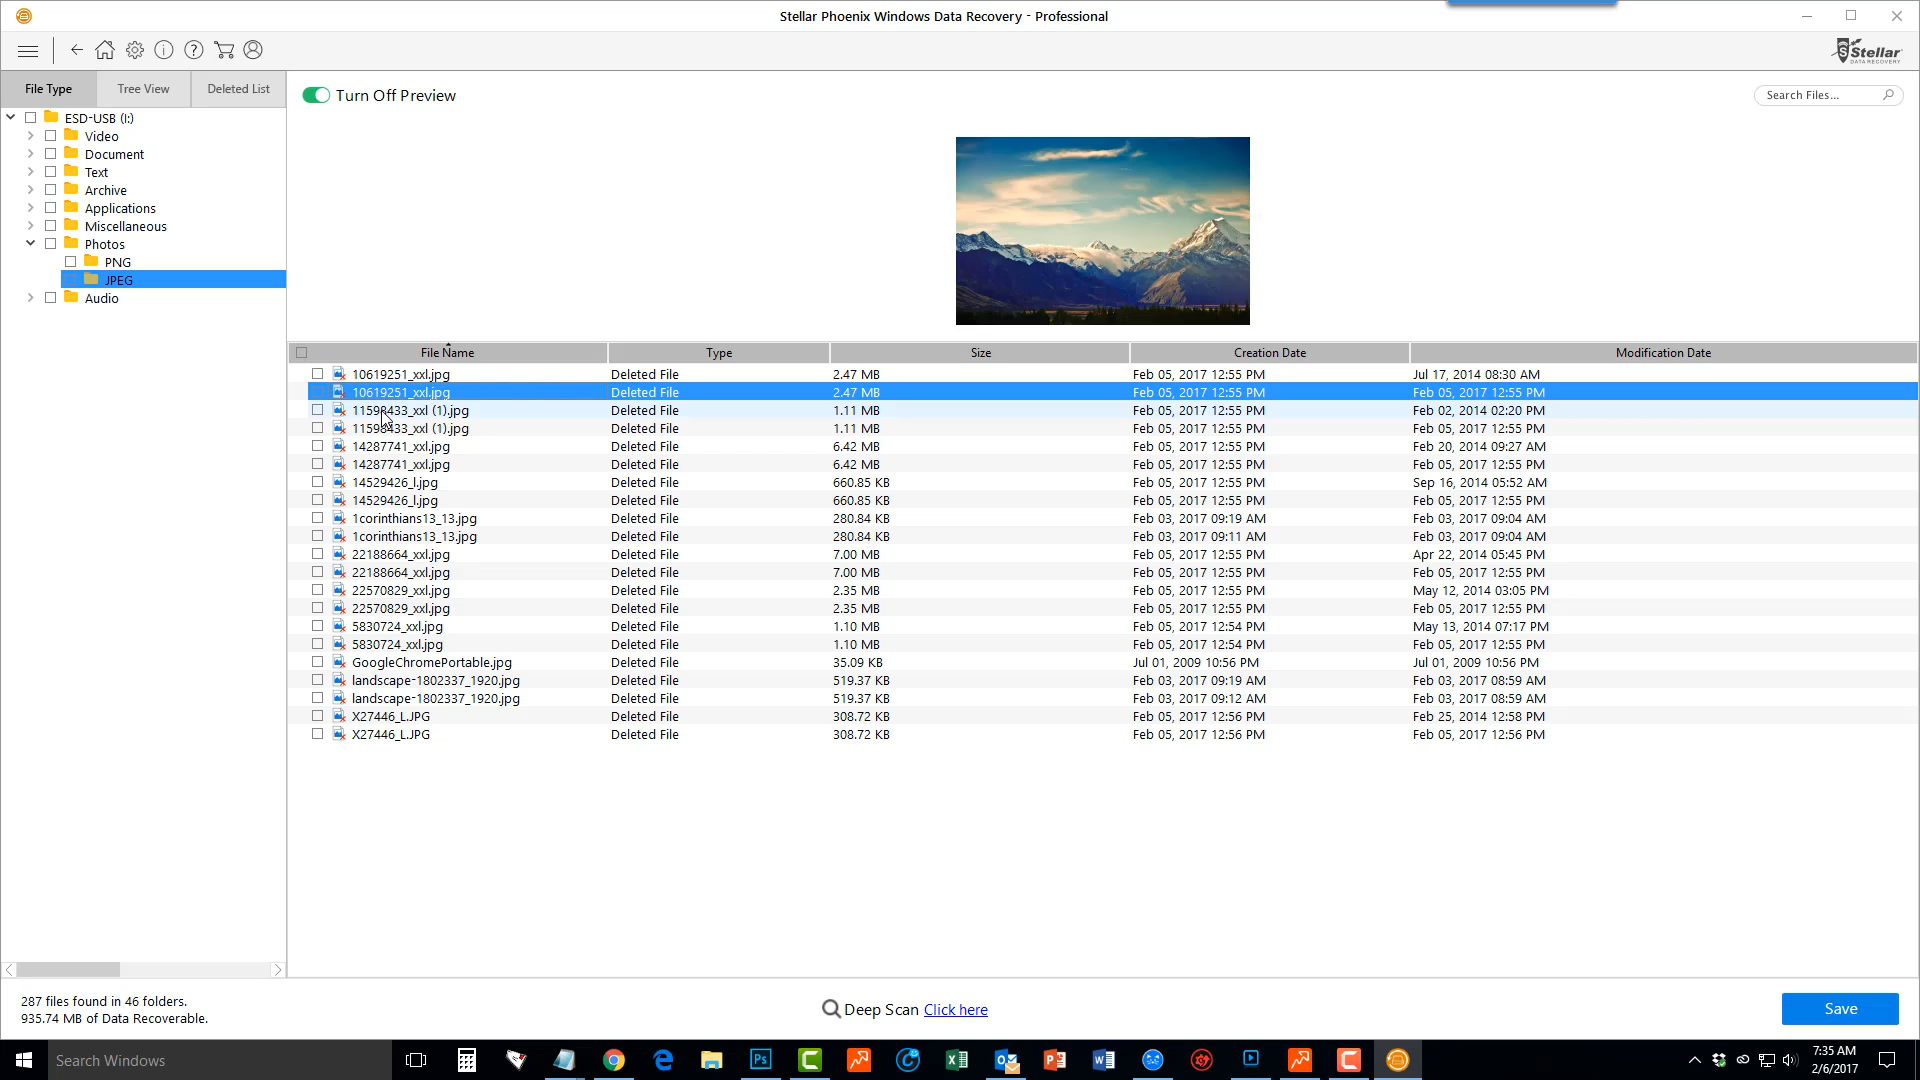 Stellar Phoenix Windows Data Recovery - Professional
Stellar
DATA RECOVERY
File Type Tree View Deleted List
Turn Off Preview
Search Files...
ESD-USB (I:)
Video
Document
Text
Archive
Applications
Miscellaneous
Photos
PNG
JPEG
Audio
File Name Type Size Creation Date Modification Date
10619251_xxl.jpg Deleted File 2.47 MB Feb 05, 2017 12:55 PM Jul 17, 2014 08:30 AM
10619251_xxl.jpg Deleted File 2.47 MB Feb 05, 2017 12:55 PM Feb 05, 2017 12:55 PM
11598433_xxl (1).jpg Deleted File 1.11 MB Feb 05, 2017 12:55 PM Feb 02, 2014 02:20 PM
11598433_xxl (1).jpg Deleted File 1.11 MB Feb 05, 2017 12:55 PM Feb 05, 2017 12:55 PM
14287741_xxl.jpg Deleted File 6.42 MB Feb 05, 2017 12:55 PM Feb 20, 2014 09:27 AM
14287741_xxl.jpg Deleted File 6.42 MB Feb 05, 2017 12:55 PM Feb 05, 2017 12:55 PM
14529426_l.jpg Deleted File 660.85 KB Feb 05, 2017 12:55 PM Sep 16, 2014 05:52 AM
14529426_l.jpg Deleted File 660.85 KB Feb 05, 2017 12:55 PM Feb 05, 2017 12:55 PM
1corinthians13_13.jpg Deleted File 280.84 KB Feb 03, 2017 09:19 AM Feb 03, 2017 09:04 AM
1corinthians13_13.jpg Deleted File 280.84 KB Feb 03, 2017 09:11 AM Feb 03, 2017 09:04 AM
22188664_xxl.jpg Deleted File 7.00 MB Feb 05, 2017 12:55 PM Apr 22, 2014 05:45 PM
22188664_xxl.jpg Deleted File 7.00 MB Feb 05, 2017 12:55 PM Feb 05, 2017 12:55 PM
22570829_xxl.jpg Deleted File 2.35 MB Feb 05, 2017 12:55 PM May 12, 2014 03:05 PM
22570829_xxl.jpg Deleted File 2.35 MB Feb 05, 2017 12:55 PM Feb 05, 2017 12:55 PM
5830724_xxl.jpg Deleted File 1.10 MB Feb 05, 2017 12:54 PM May 13, 2014 07:17 PM
5830724_xxl.jpg Deleted File 1.10 MB Feb 05, 2017 12:54 PM Feb 05, 2017 12:55 PM
GoogleChromePortable.jpg Deleted File 35.09 KB Jul 01, 2009 10:56 PM Jul 01, 2009 10:56 PM
landscape-1802337_1920.jpg Deleted File 519.37 KB Feb 03, 2017 09:19 AM Feb 03, 2017 08:59 AM
landscape-1802337_1920.jpg Deleted File 519.37 KB Feb 03, 2017 09:12 AM Feb 03, 2017 08:59 AM
X27446_L.JPG Deleted File 308.72 KB Feb 05, 2017 12:56 PM Feb 25, 2014 12:58 PM
X27446_L.JPG Deleted File 308.72 KB Feb 05, 2017 12:56 PM Feb 05, 2017 12:56 PM
287 files found in 46 folders.
935.74 MB of Data Recoverable.
Deep Scan Click here
Save
Search Windows
7:35 AM
2/6/2017